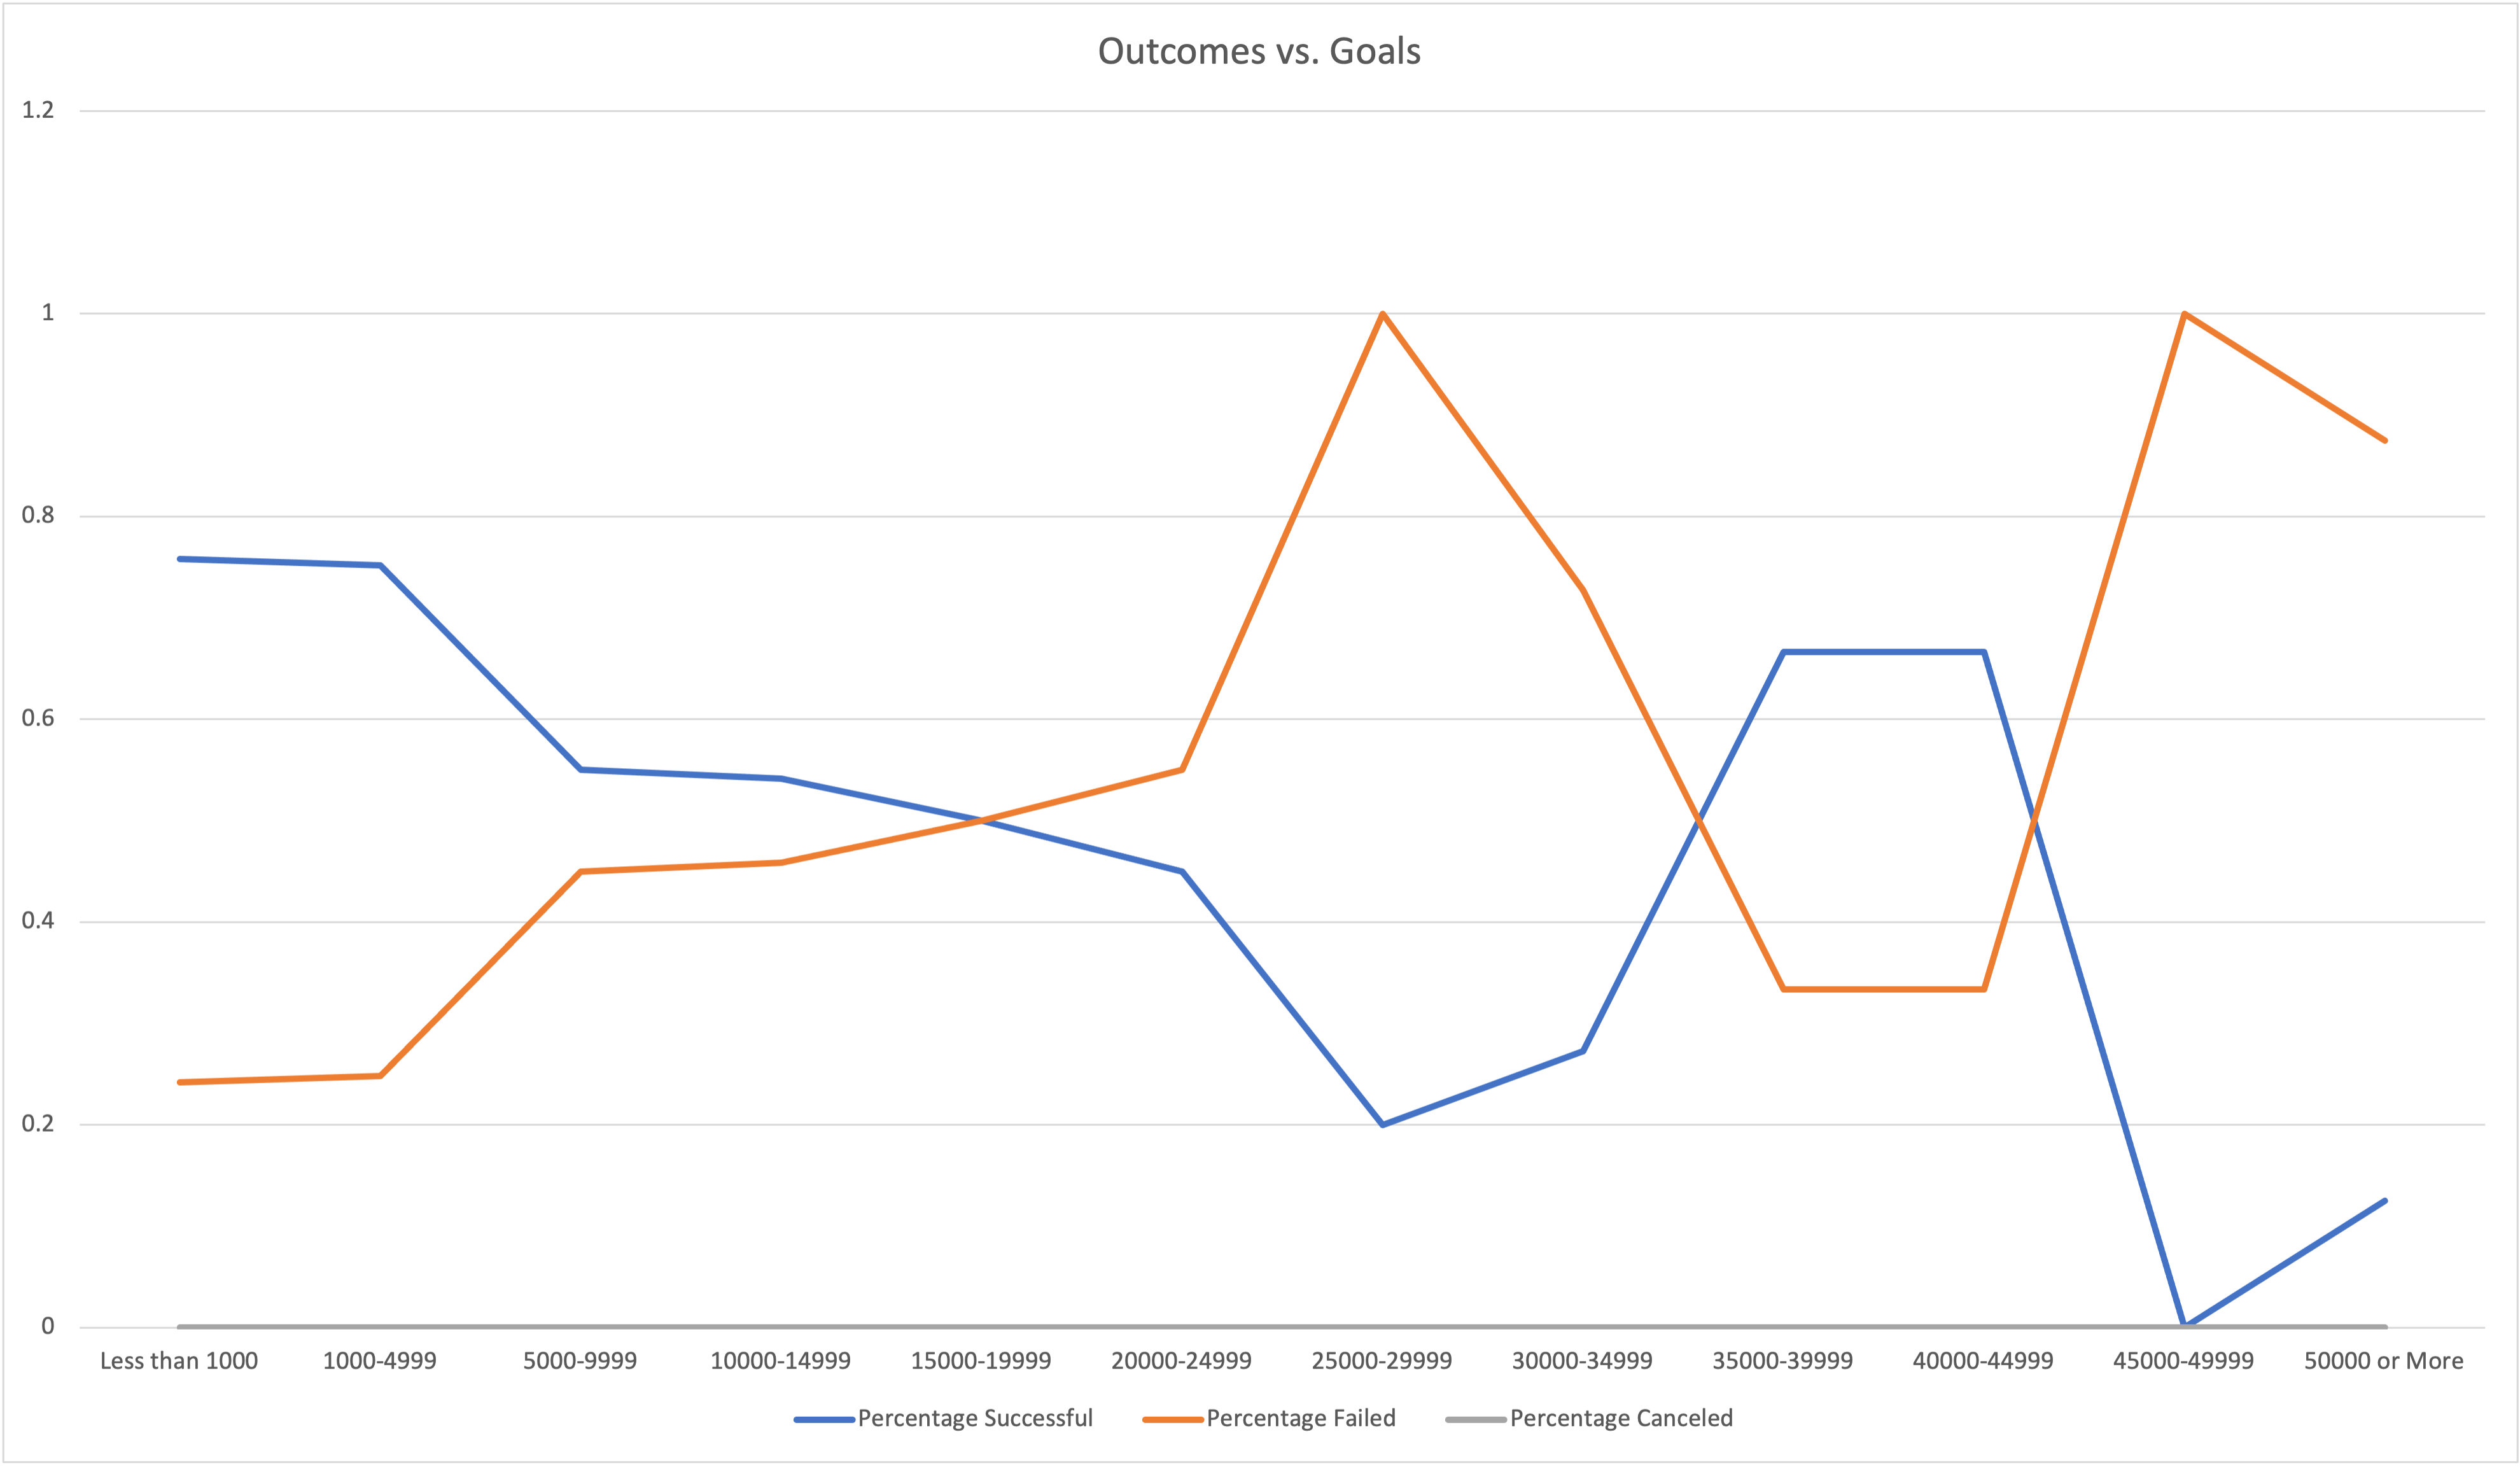 Outcomes vs. Goals
1.2
1
0.8
0.6
0.4
0.2
0
Less than 1000 1000-4999 5000-9999 10000-14999 15000-19999 20000-24999 25000-29999 30000-34999 35000-39999 40000-44999 45000-49999 50000 or More
Percentage Successful Percentage Failed Percentage Canceled